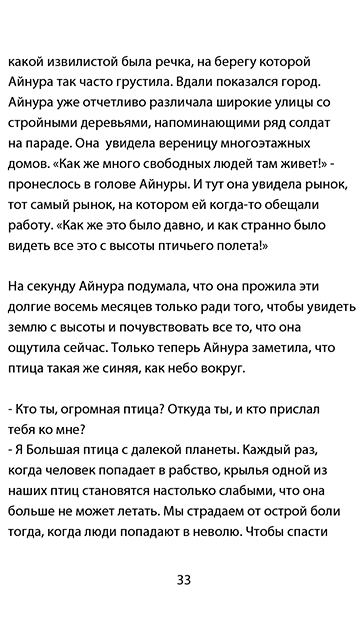 какой извилистой была речка, на берегу которой
Айнура так часто грустила. Вдали показался город.
Айнура уже отчетливо различала широкие улицы со
стройными деревьями, напоминающими ряд солдат
на параде. Она  увидела вереницу многоэтажных
домов. «Как же много свободных людей там живет!» -
пронеслось в голове Айнуры. И тут она увидела рынок,
тот самый рынок, на котором ей когда-то обещали
работу. «Как же это было давно, и как странно было
видеть все это с высоты птичьего полета!»

На секунду Айнура подумала, что она прожила эти
долгие восемь месяцев только ради того, чтобы увидеть
землю с высоты и почувствовать все то, что она
ощутила сейчас. Только теперь Айнура заметила, что
птица такая же синяя, как небо вокруг.

- Кто ты, огромная птица? Откуда ты, и кто прислал
тебя ко мне?
- Я Большая птица с далекой планеты. Каждый раз,
когда человек попадает в рабство, крылья одной из
наших птиц становятся настолько слабыми, что она
больше не может летать. Мы страдаем от острой боли
тогда, когда люди попадают в неволю. Чтобы спасти

33